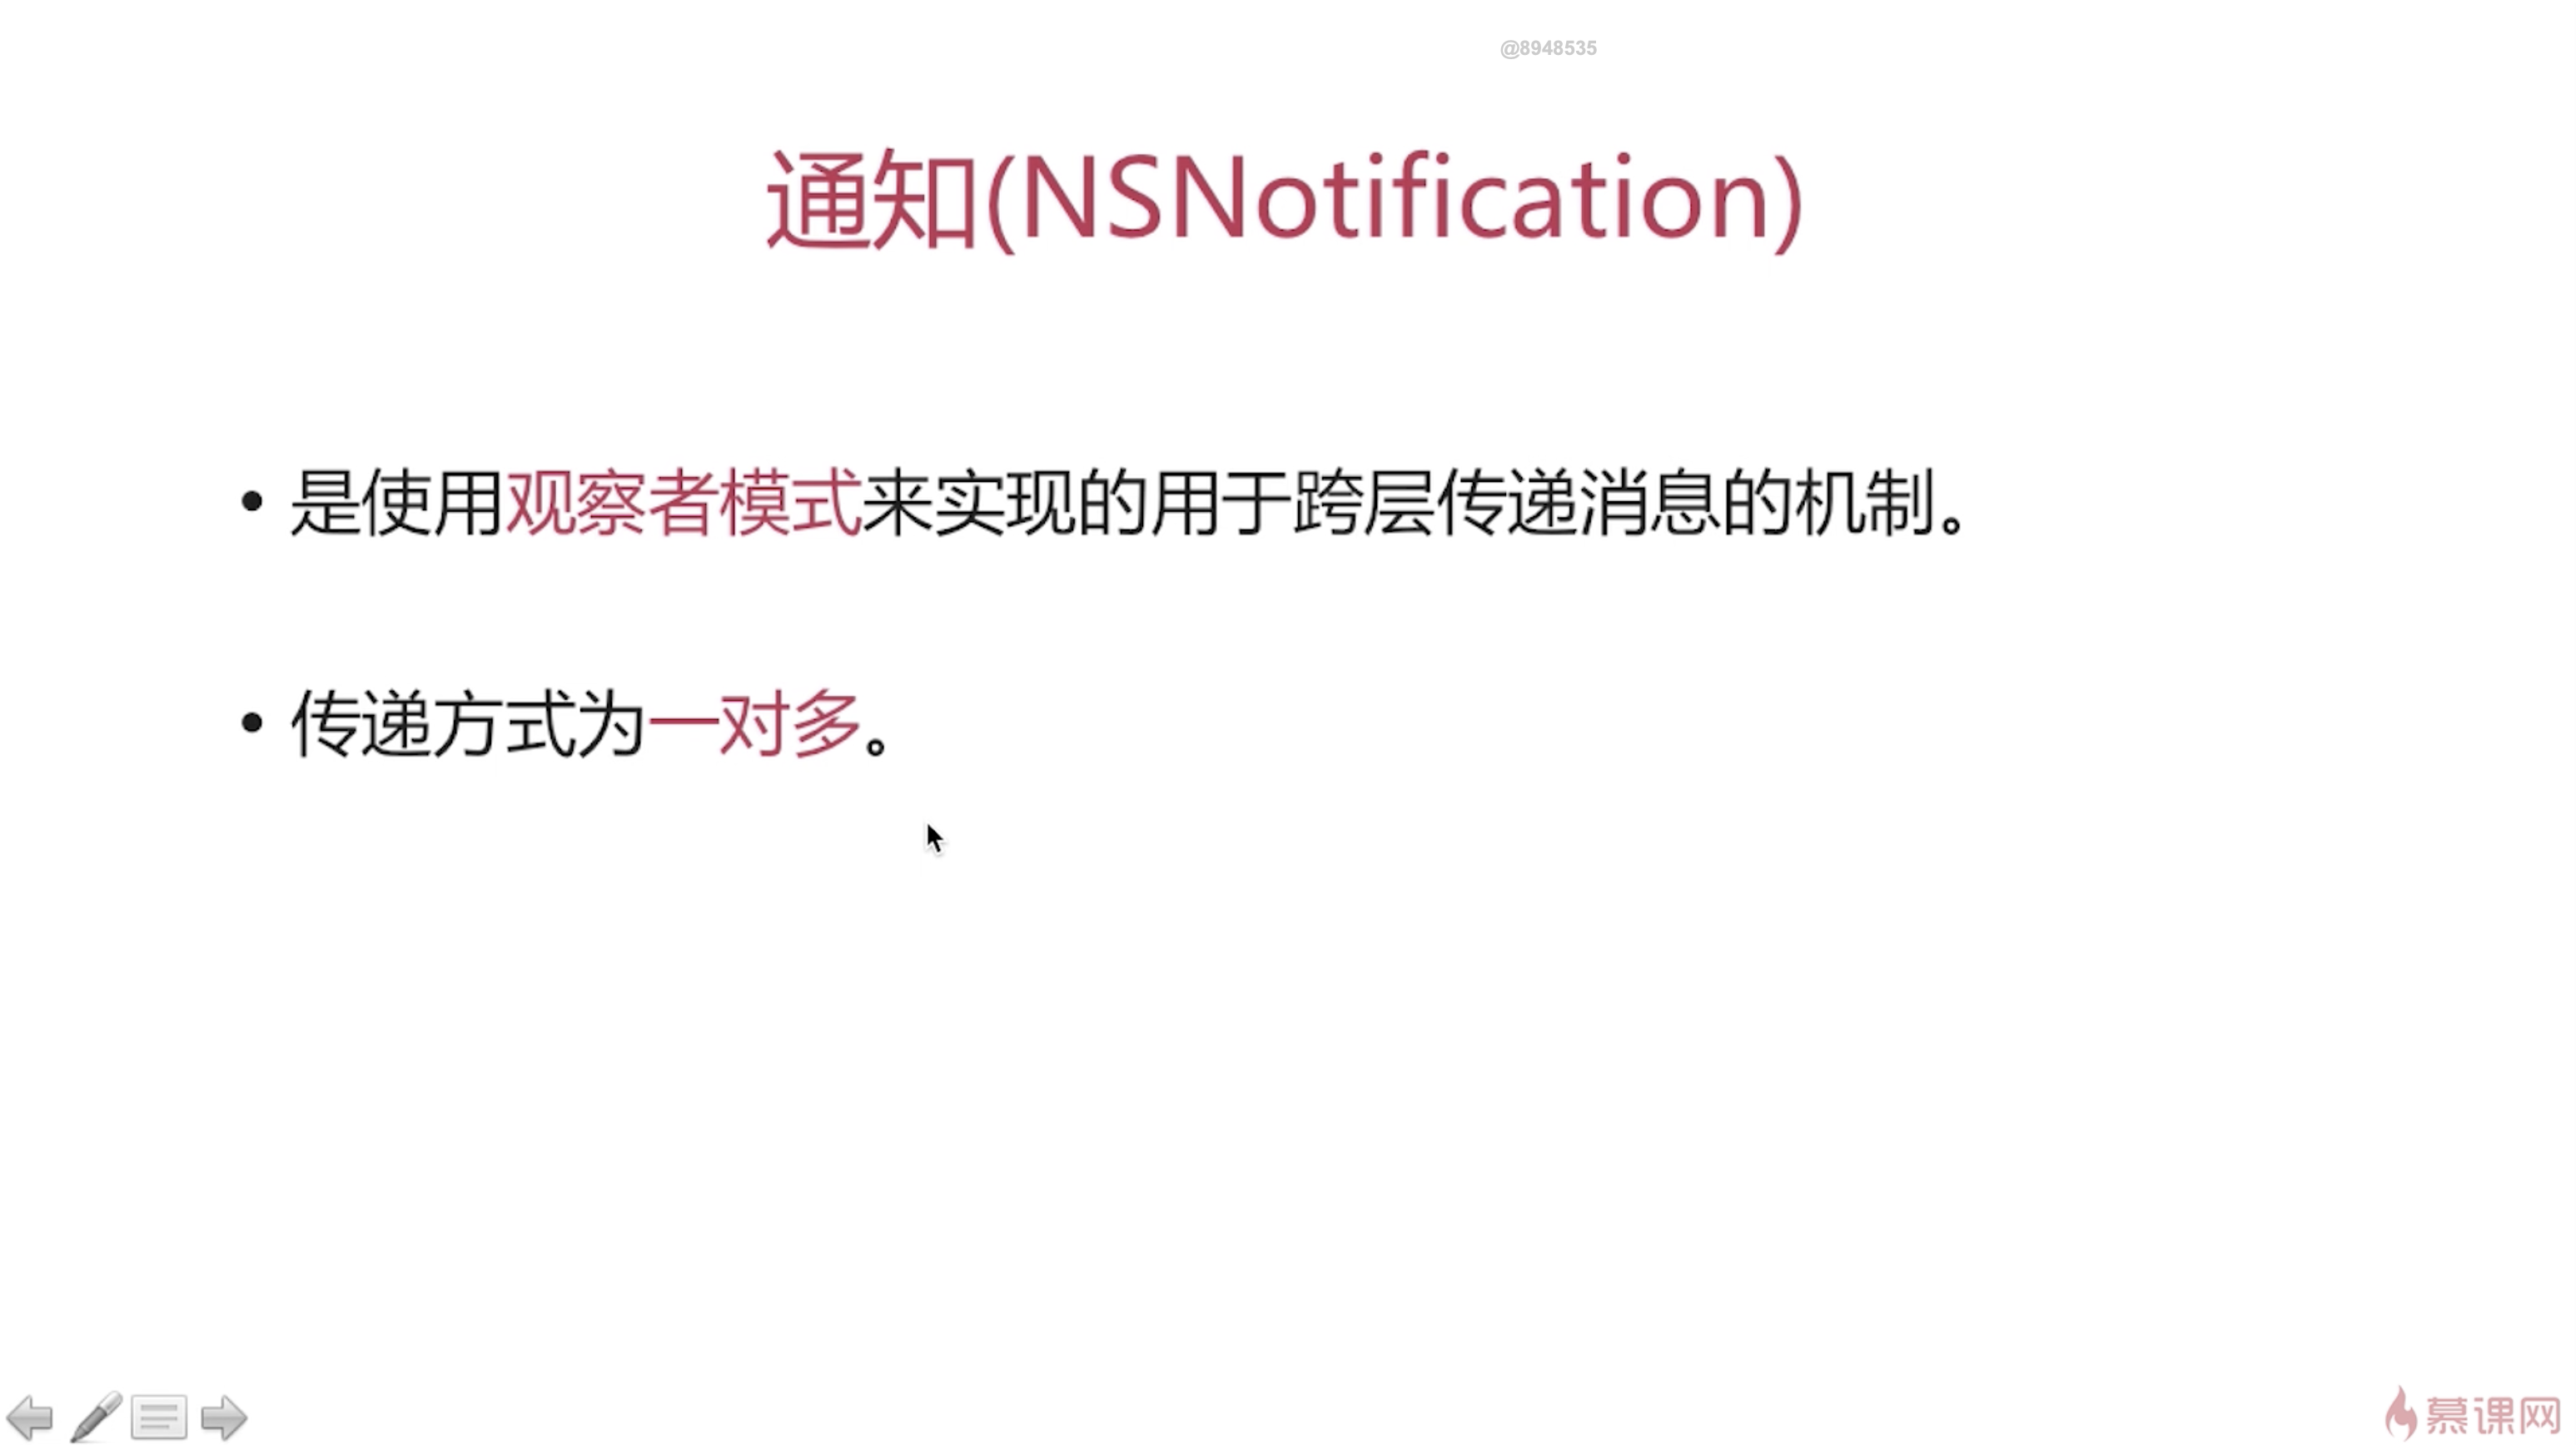 @8948535
通知(NSNotification)
• 是使用观察者模式来实现的用于跨层传递消息的机制。
• 传递方式为一对多。
慕课网